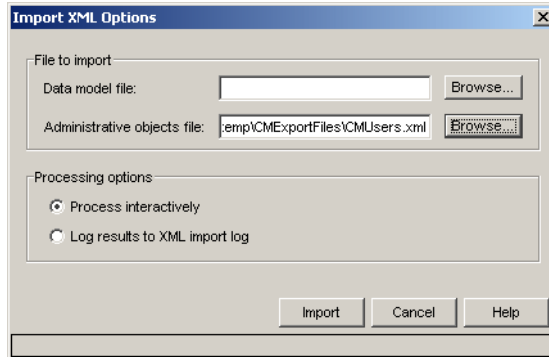 Import XML Options
File to import
Data model file:
Browse...
Administrative objects file: :emp\CMExportFiles\CMUsers.xml Browse...
Processing options
Process interactively
Log results to XML import log
Import Cancel Help